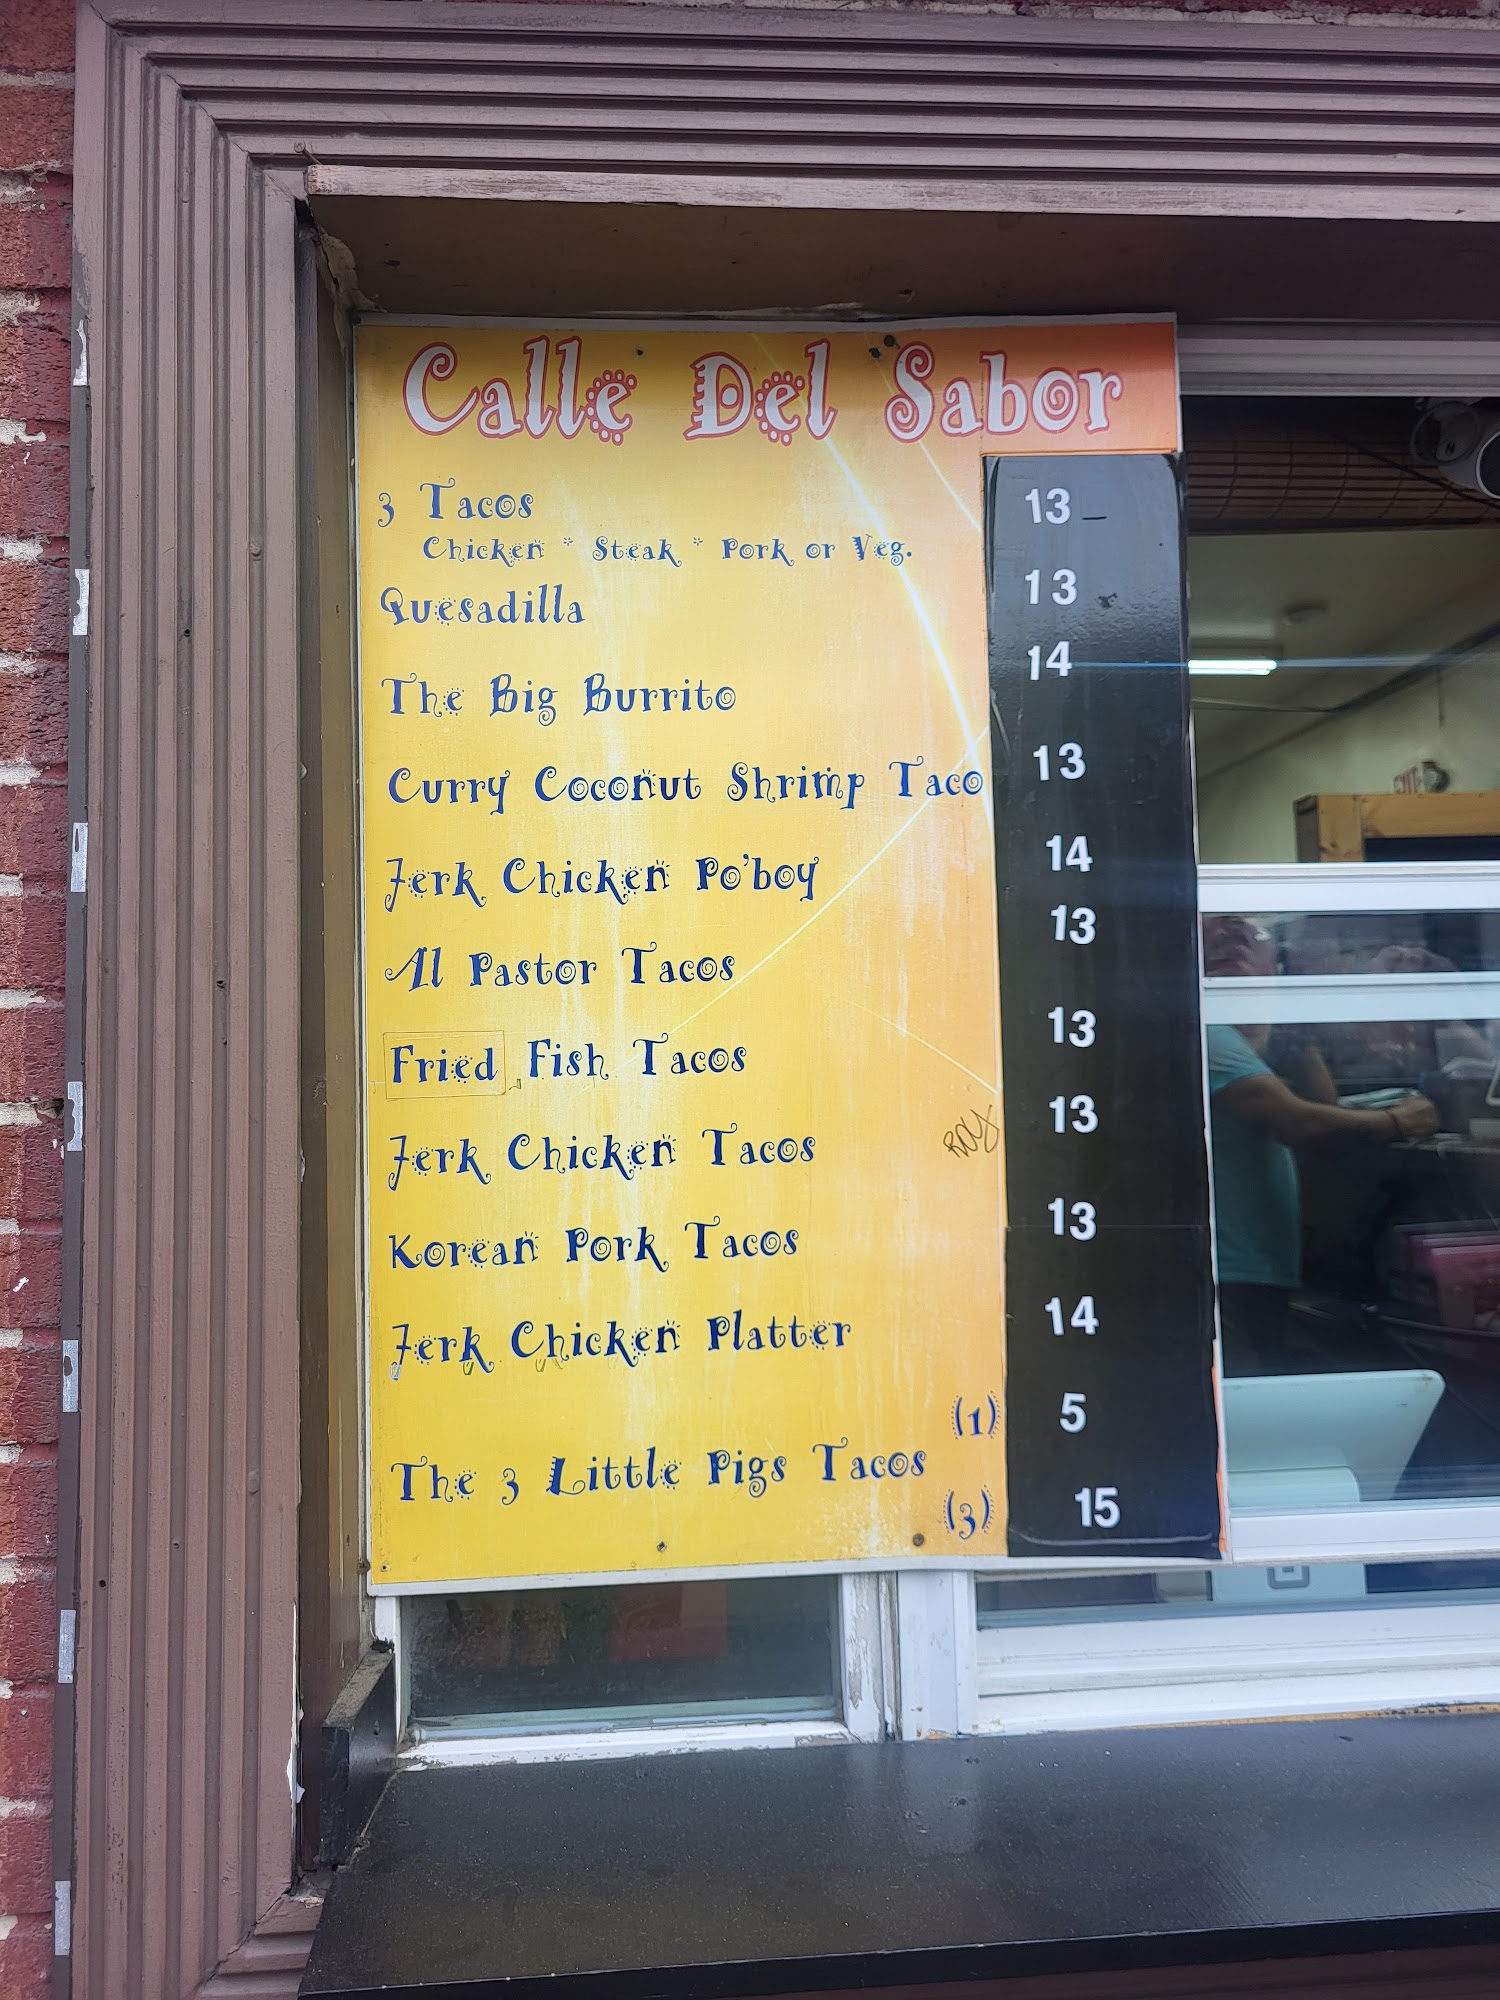 Calle Del Sabor
3 Tacos 13
Chicken * Steak * Pork or Veg.
Quesadilla 13
The Big Burrito 14
Curry Coconut Shrimp Taco 13
Jerk Chicken Po'boy 14
Al Pastor Tacos 13
Fried Fish Tacos 13
Jerk Chicken Tacos 13
Korean Pork Tacos 13
Jerk Chicken Platter 14
(1) 5
The 3 Little Pigs Tacos
(3) 15